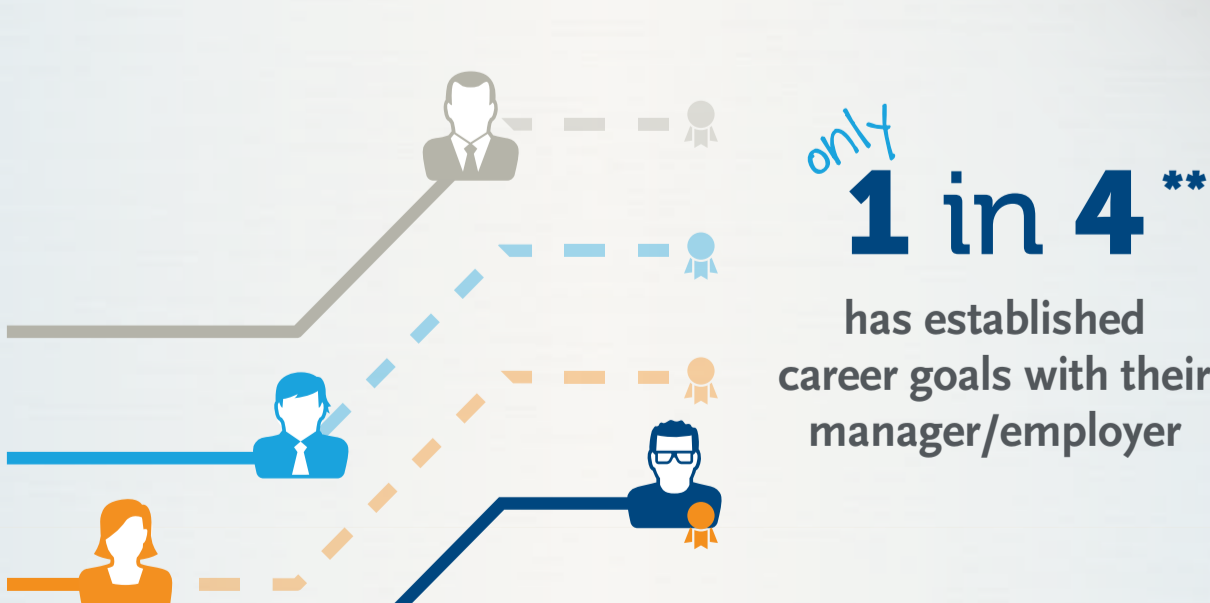 only
1 in 4**
has established
career goals with their
manager/employer